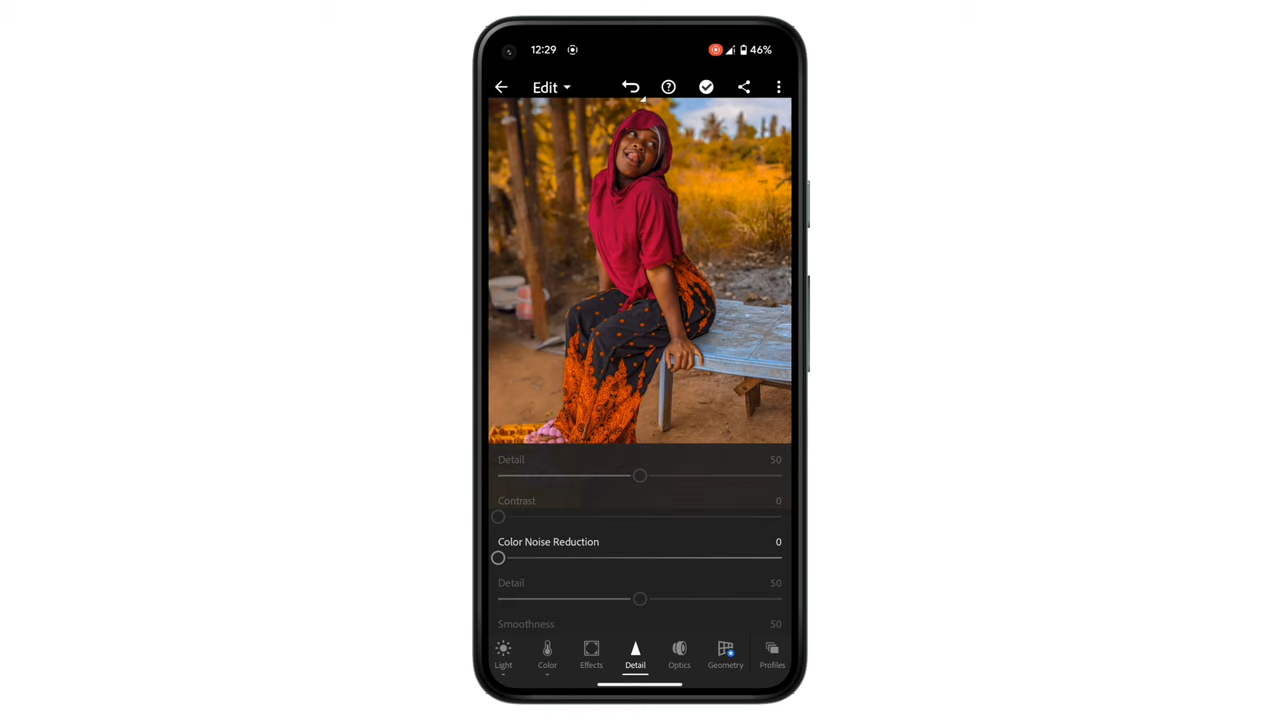 12:29 46%
Edit
Detail 50
Contrast 0
Color Noise Reduction 0
Detail 50
Smoothness 50
Light Color Effects Detail Optics Geometry Profiles